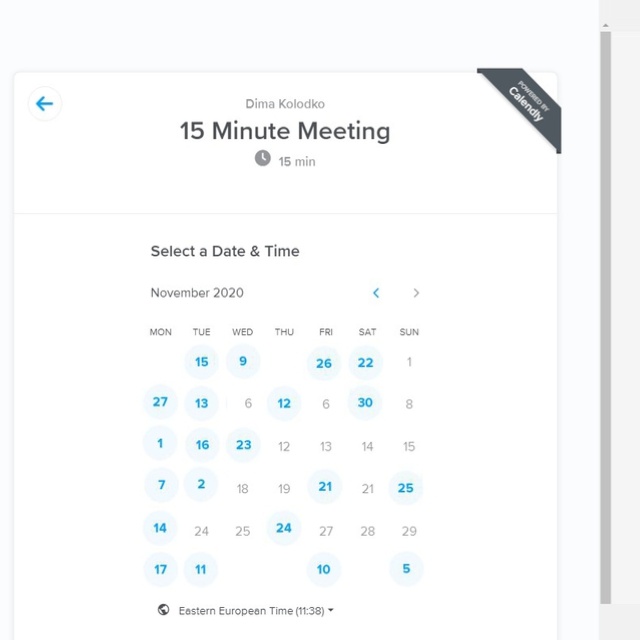 Dima Kolodko
POWERED BY
Calendly
15 Minute Meeting
15 min
Select a Date & Time
November 2020
MON TUE WED THU FRI SAT SUN
15 9 26 22 1
27 13 6 12 6 30 8
1 16 23 12 13 14 15
7 2 18 19 21 21 25
14 24 25 24 27 28 29
17 11 10 5
Eastern European Time (11:38)